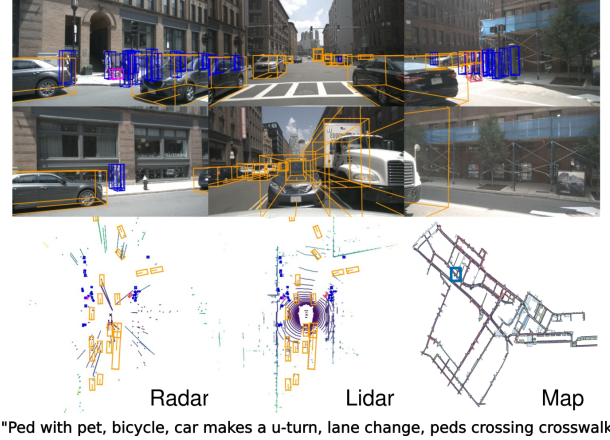 Radar
Lidar
Map
"Ped with pet, bicycle, car makes a u-turn, lane change, peds crossing crosswalk